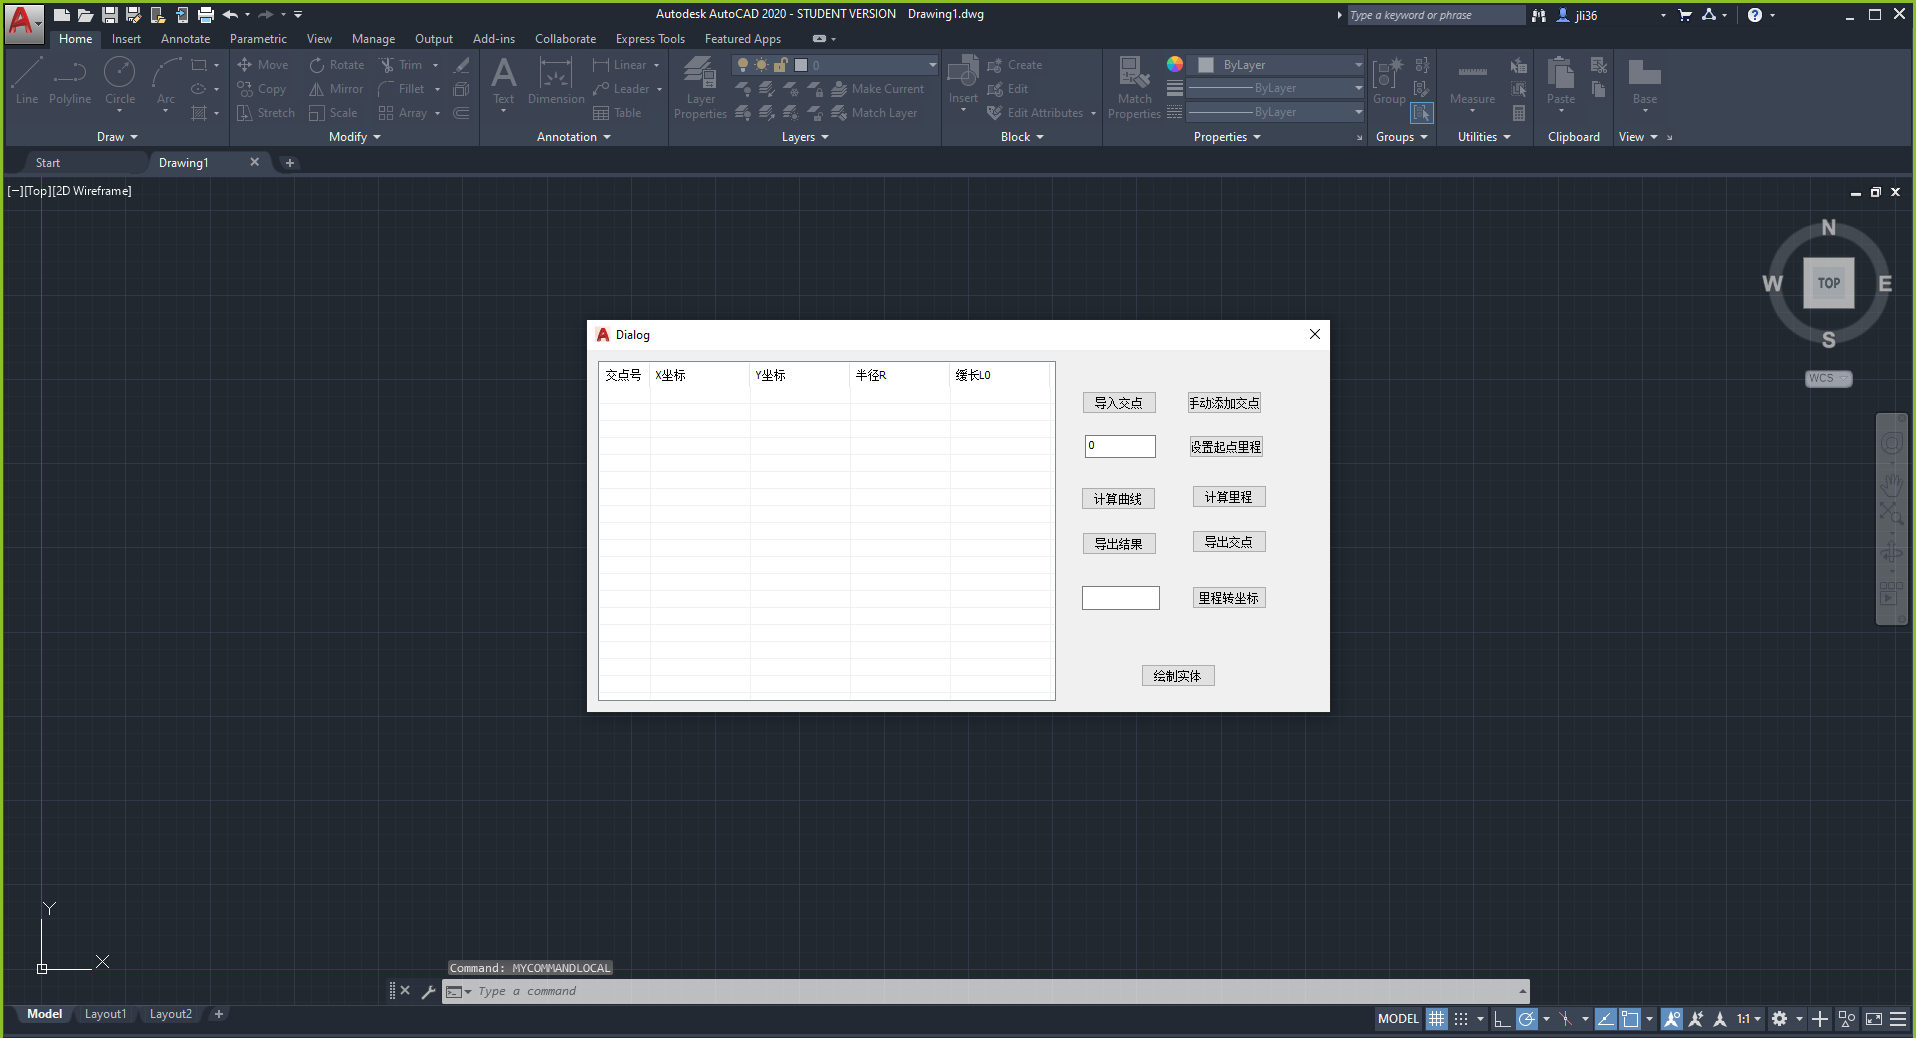 Autodesk AutoCAD 2020 - STUDENT VERSION Drawing1.dwg
Type a keyword or phrase
jli36
Home Insert Annotate Parametric View Manage Output Add-ins Collaborate Express Tools Featured Apps
Line Polyline Circle Arc
Draw
Move Rotate Trim
Copy Mirror Fillet
Stretch Scale Array
Modify
Text Dimension
Linear
Leader
Table
Annotation
Layer Properties
0
Make Current
Match Layer
Layers
Insert
Create
Edit
Edit Attributes
Block
Match Properties
ByLayer
ByLayer
ByLayer
Properties
Group
Groups
Measure
Utilities
Paste
Clipboard
Base
View
Start Drawing1
[−][Top][2D Wireframe]
N
W TOP E
S
WCS
Dialog
交点号 X坐标 Y坐标 半径R 缓长L0
导入交点 手动添加交点
0 设置起点里程
计算曲线 计算里程
导出结果 导出交点
里程转坐标
绘制实体
Y
X
Command: MYCOMMANDLOCAL
Type a command
Model Layout1 Layout2
MODEL 1:1